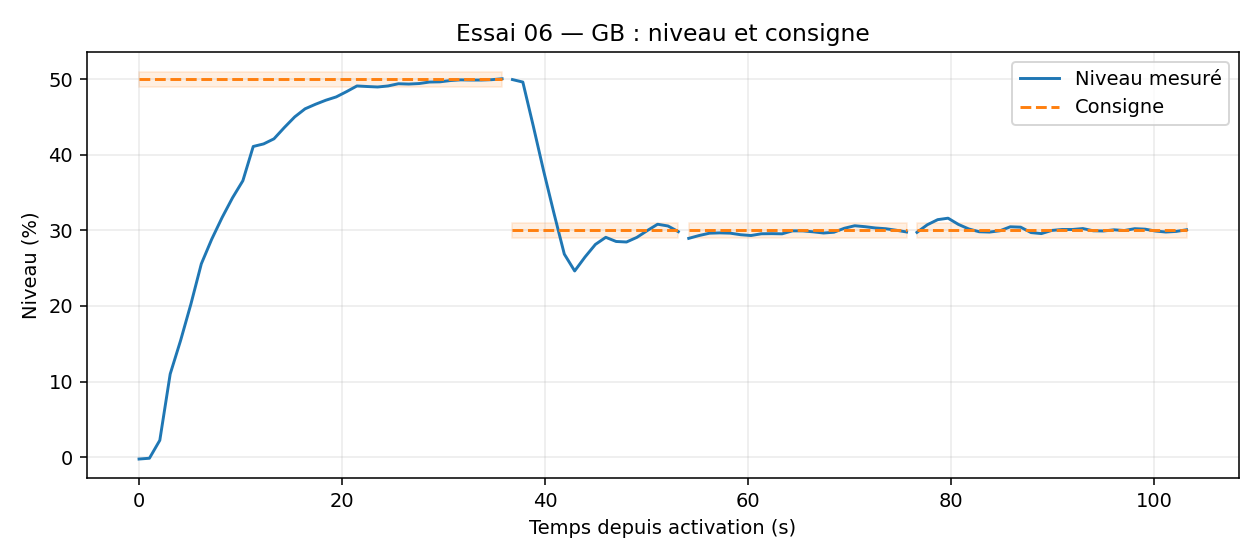 Essai 06 — GB : niveau et consigne
Niveau mesuré
Consigne
Niveau (%)
50
40
30
20
10
0
0 20 40 60 80 100
Temps depuis activation (s)